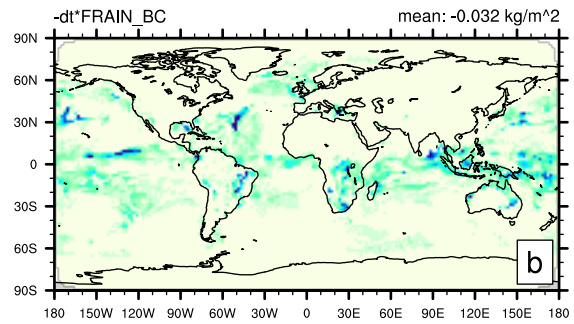 -dt*FRAIN_BC mean: -0.032 kg/m^2
90N
60N
30N
0
30S
60S
90S
b
180 150W 120W 90W 60W 30W 0 30E 60E 90E 120E 150E 180